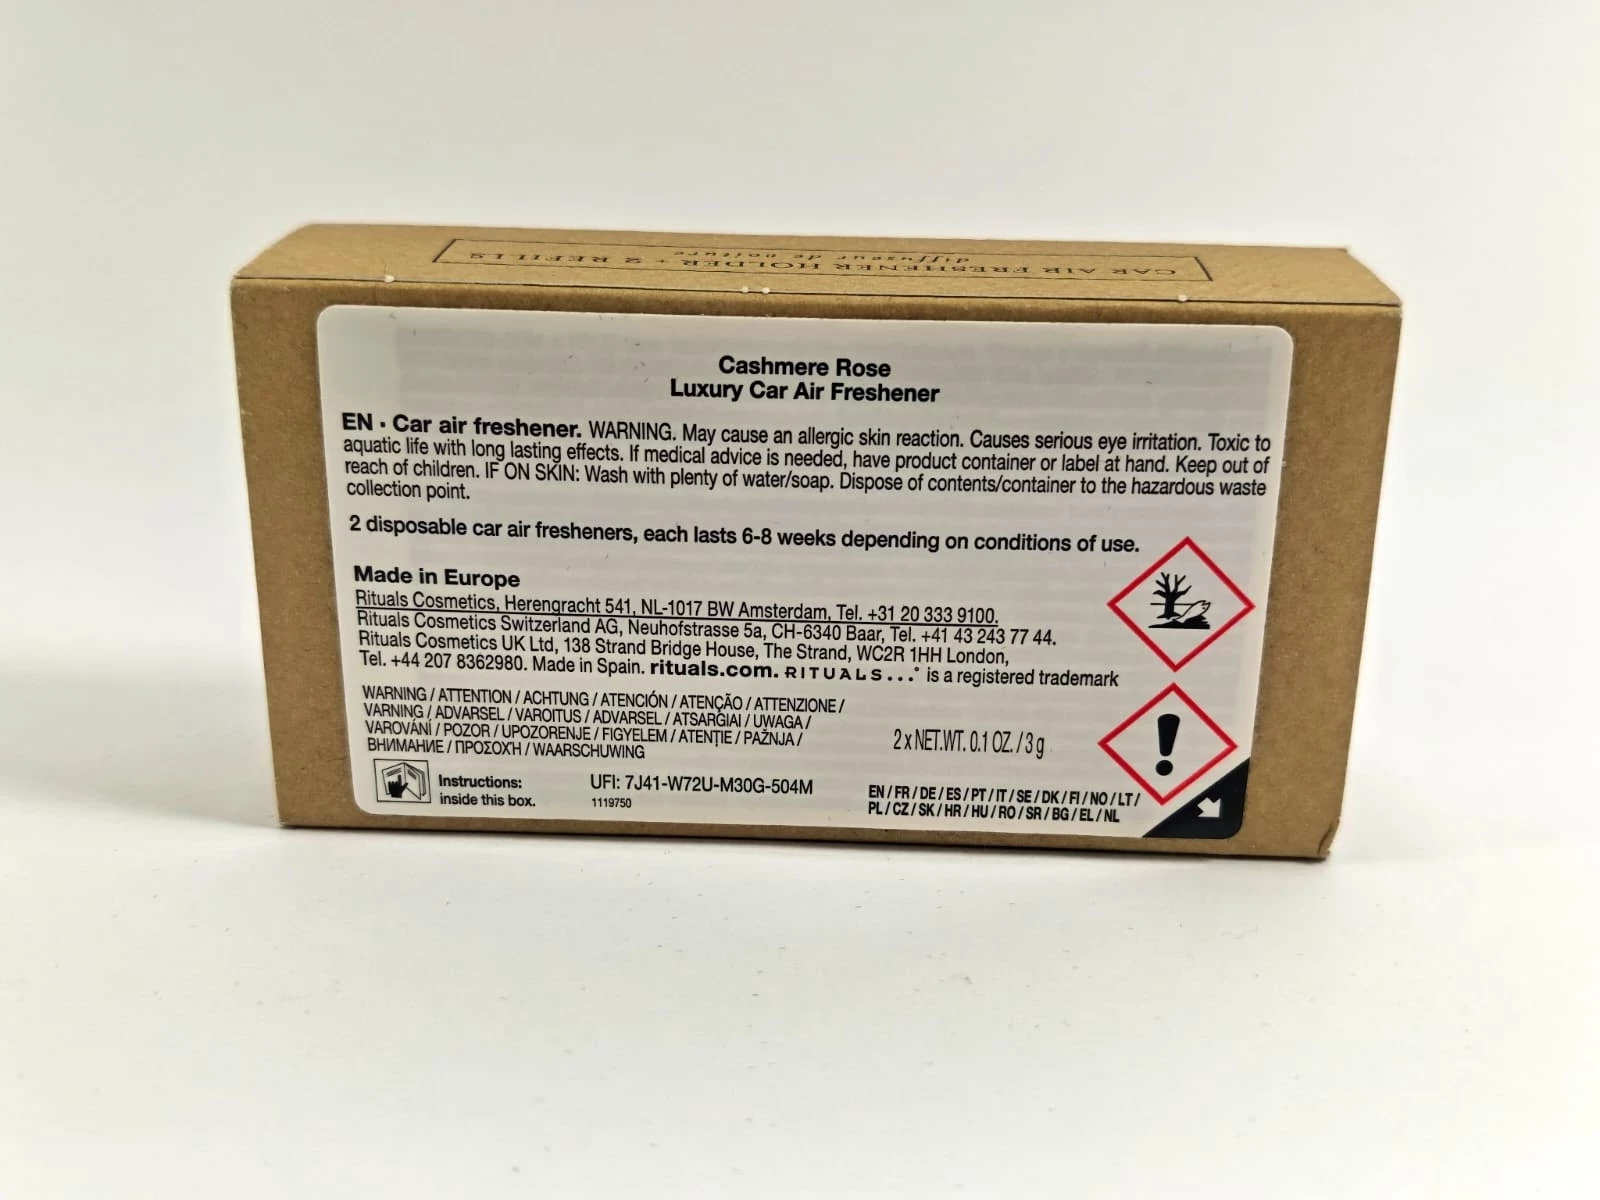 CAR AIR FRESHENER HOLDER + 2 REFILLS
diffuseur de voiture
Cashmere Rose
Luxury Car Air Freshener
EN · Car air freshener. WARNING. May cause an allergic skin reaction. Causes serious eye irritation. Toxic to
aquatic life with long lasting effects. If medical advice is needed, have product container or label at hand. Keep out of
reach of children. IF ON SKIN: Wash with plenty of water/soap. Dispose of contents/container to the hazardous waste
collection point.
2 disposable car air fresheners, each lasts 6-8 weeks depending on conditions of use.
Made in Europe
Rituals Cosmetics, Herengracht 541, NL-1017 BW Amsterdam, Tel. +31 20 333 9100.
Rituals Cosmetics Switzerland AG, Neuhofstrasse 5a, CH-6340 Baar, Tel. +41 43 243 77 44.
Rituals Cosmetics UK Ltd, 138 Strand Bridge House, The Strand, WC2R 1HH London,
Tel. +44 207 8362980. Made in Spain. rituals.com. RITUALS...® is a registered trademark
WARNING / ATTENTION / ACHTUNG / ATENCIÓN / ATENÇÃO / ATTENZIONE /
VARNING / ADVARSEL / VAROITUS / ADVARSEL / ATSARGIAI / UWAGA /
VAROVÁNÍ / POZOR / UPOZORENJE / FIGYELEM / ATENȚIE / PAŽNJA /
ВНИМАНИЕ / ΠΡΟΣΟΧΉ / WAARSCHUWING
2 x NET.WT. 0.1 OZ. / 3 g
Instructions:
inside this box.
UFI: 7J41-W72U-M30G-504M
1119750
EN / FR / DE / ES / PT / IT / SE / DK / FI / NO / LT /
PL / CZ / SK / HR / HU / RO / SR / BG / EL / NL